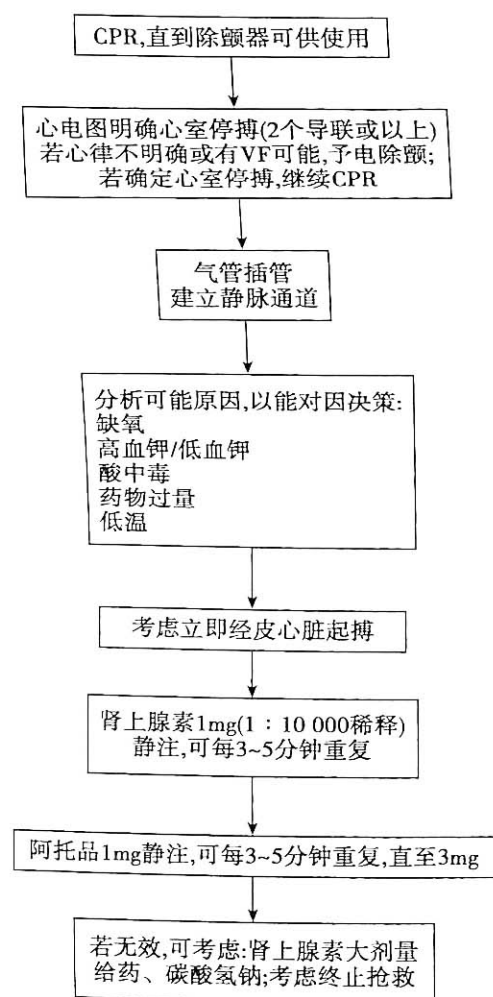 CPR,直到除颤器可供使用
心电图明确心室停搏(2个导联或以上)
若心律不明确或有VF可能,予电除颤;
若确定心室停搏,继续CPR
气管插管
建立静脉通道
分析可能原因,以能对因决策:
缺氧
高血钾/低血钾
酸中毒
药物过量
低温
考虑立即经皮心脏起搏
肾上腺素1mg(1∶10 000稀释)
静注,可每3~5分钟重复
阿托品1mg静注,可每3~5分钟重复,直至3mg
若无效,可考虑:肾上腺素大剂量
给药、碳酸氢钠;考虑终止抢救